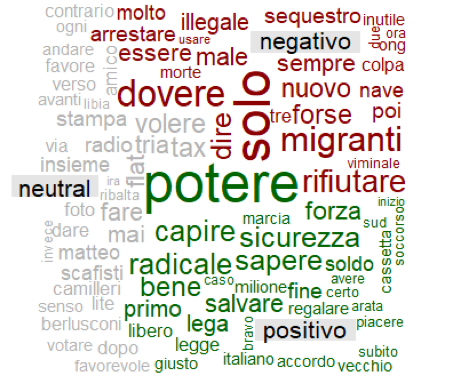 contrario
ogni
andare
favore
verso
avanti
libia
amico
stampa
volere
via
radio
tria
tax
insieme
flat
neutral
ira
ribalta
foto
fare
invece
dare
mai
matteo
scafisti
camilleri
senso
lite
berlusconi
votare
dopo
favorevole
molto
illegale
sequestro
inutile
arrestare
usare
negativo
due
ora
ong
essere
male
sempre
colpa
morte
dovere
solo
nuovo
nave
dire
tre
forse
poi
migranti
viminale
rifiutare
potere
inizio
marcia
forza
sud
capire
sicurezza
cassetta
soccorso
radicale
sapere
soldo
bene
caso
milione
fine
avere
certo
primo
salvare
regalare
arata
libero
lega
bravo
positivo
piacere
legge
subito
giusto
italiano
accordo
vecchio